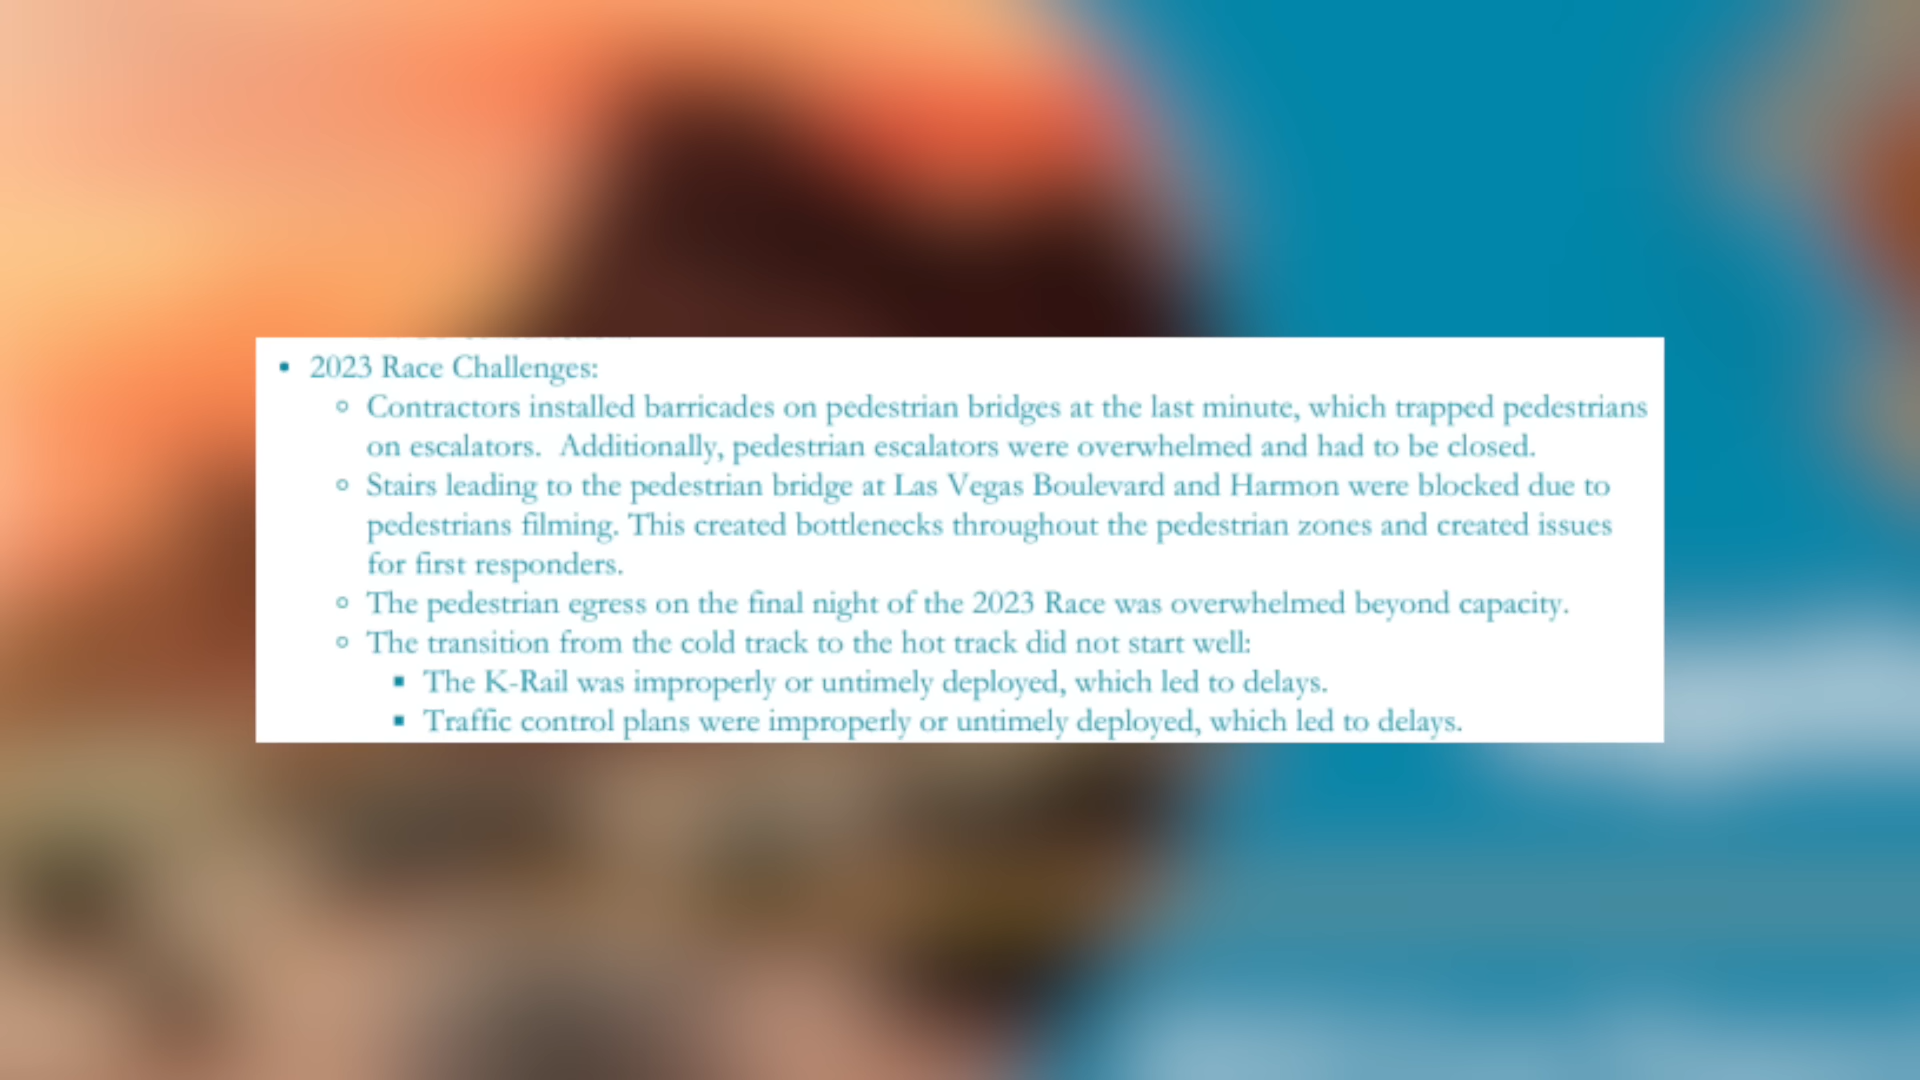 ▪ 2023 Race Challenges:
○ Contractors installed barricades on pedestrian bridges at the last minute, which trapped pedestrians
on escalators.  Additionally, pedestrian escalators were overwhelmed and had to be closed.
○ Stairs leading to the pedestrian bridge at Las Vegas Boulevard and Harmon were blocked due to
pedestrians filming. This created bottlenecks throughout the pedestrian zones and created issues
for first responders.
○ The pedestrian egress on the final night of the 2023 Race was overwhelmed beyond capacity.
○ The transition from the cold track to the hot track did not start well:
▪ The K-Rail was improperly or untimely deployed, which led to delays.
▪ Traffic control plans were improperly or untimely deployed, which led to delays.